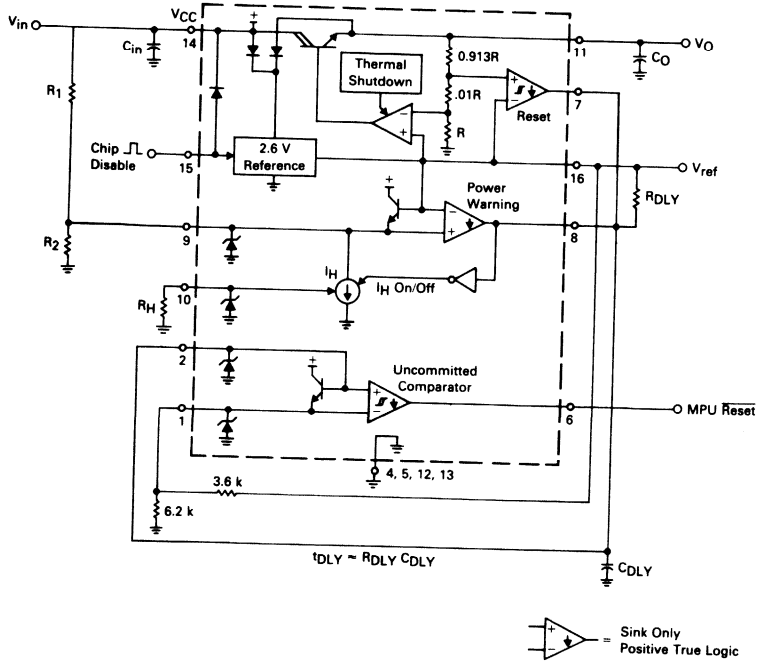 Vin
VCC
14
Cin
R1
Thermal
Shutdown
0.913R
.01R
R
+
−
Reset
11
VO
CO
7
Chip
Disable
15
2.6 V
Reference
16
Vref
RDLY
Power
Warning
−
+
8
R2
9
IH
IH On/Off
10
RH
2
Uncommitted
Comparator
+
−
1
6
MPU Reset
4, 5, 12, 13
3.6 k
6.2 k
tDLY ≈ RDLY CDLY
CDLY
+
−
= Sink Only
Positive True Logic